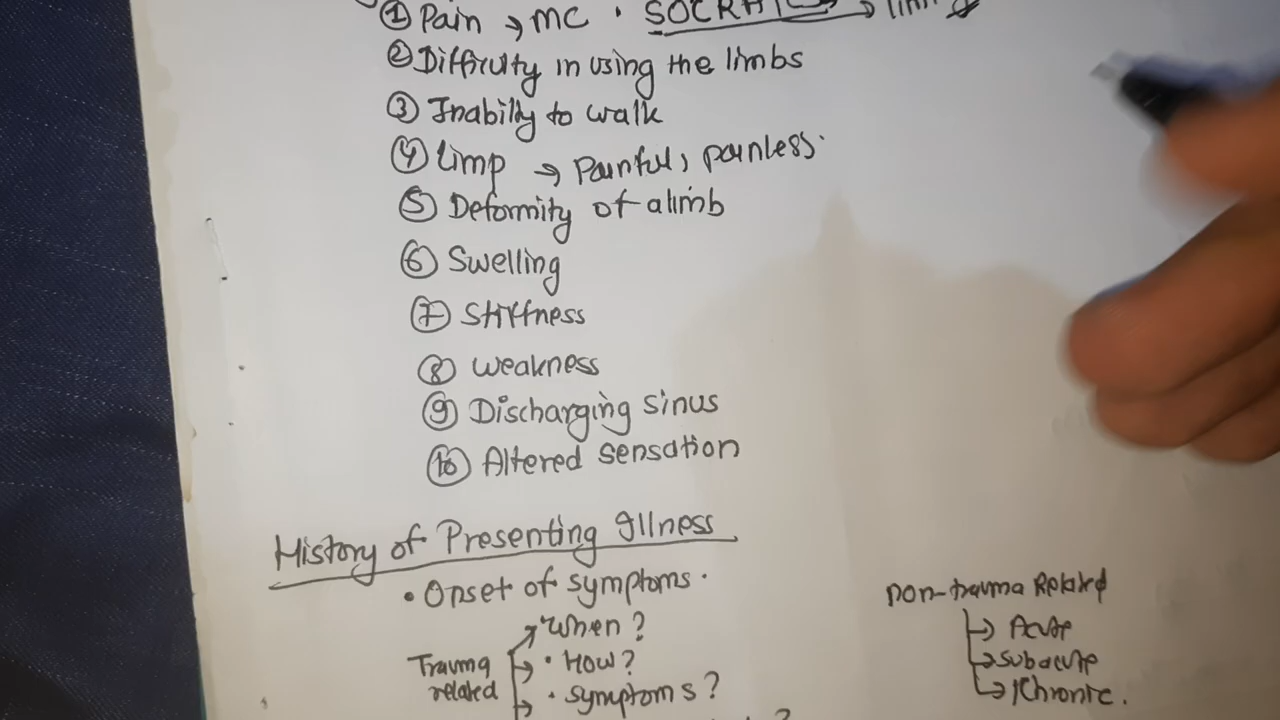 ① Pain → mc . SOCRAT
② Difficulty in using the limbs
③ Inability to walk
④ Limp → Painful, painless.
⑤ Deformity of a limb
⑥ Swelling
⑦ Stiffness
⑧ weakness
⑨ Discharging sinus
⑩ Altered sensation
History of Presenting Illness
• Onset of symptoms.
Trauma related
→ When?
→ • How?
→ • symptoms?
non-trauma Related
→ Acute
→ subacute
→ Chronic.